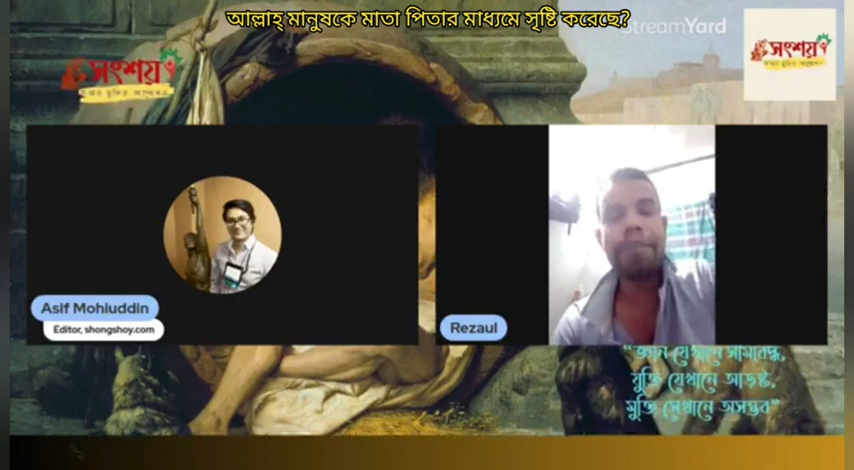 আল্লাহ্ মানুষকে মাতা পিতার মাধ্যমে সৃষ্টি করেছে?
StreamYard
সংশয়
সংশয়
Asif Mohiuddin
Editor, shongshoy.com
Rezaul
“জ্ঞান যেখানে সীমাবদ্ধ,
যুক্তি যেখানে আড়ষ্ট,
মুক্তি সেখানে অসম্ভব”